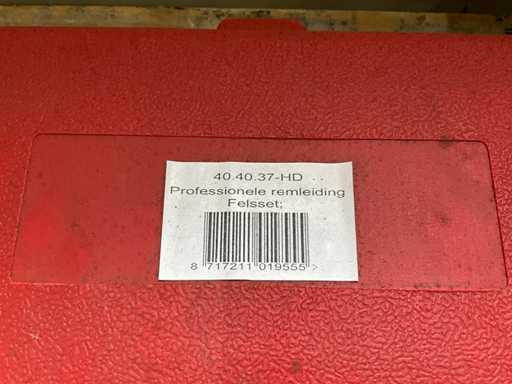 40.40.37-HD
Professionele remleiding
Felsset;
8 717211 019555 >